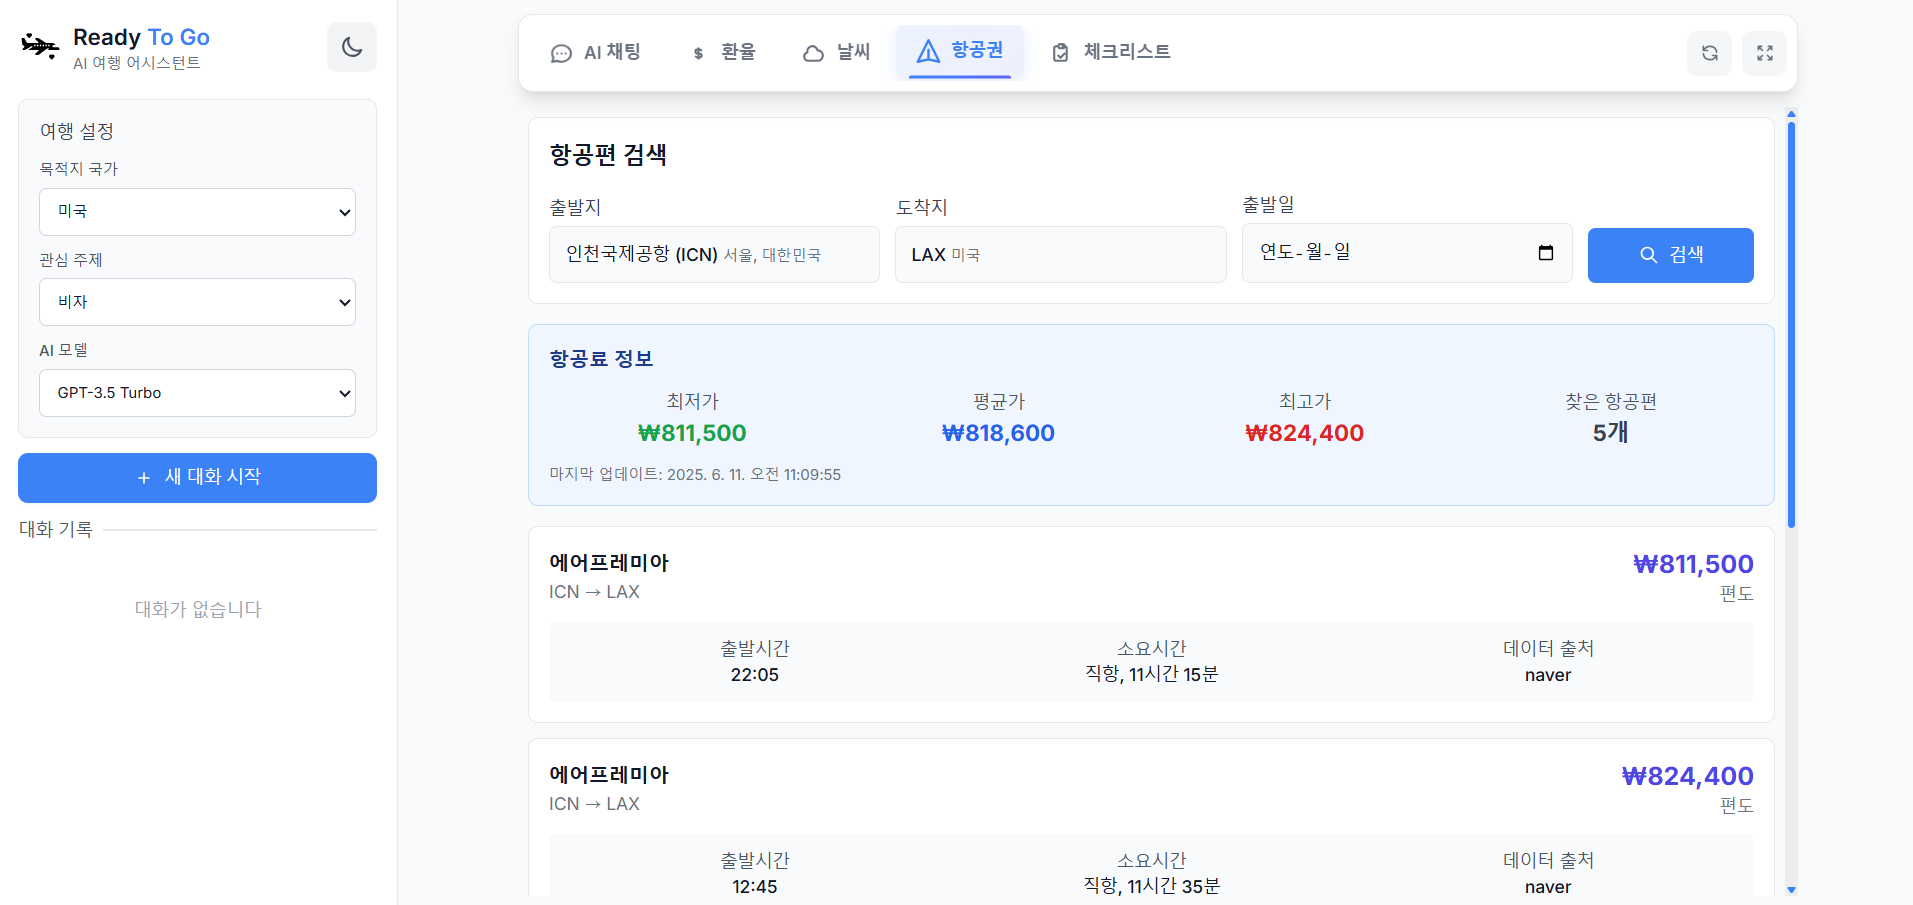 Ready To Go
AI 여행 어시스턴트
여행 설정
목적지 국가
미국
관심 주제
비자
AI 모델
GPT-3.5 Turbo
+ 새 대화 시작
대화 기록
대화가 없습니다
AI 채팅
$ 환율
날씨
항공권
체크리스트
항공편 검색
출발지
도착지
출발일
인천국제공항 (ICN) 서울, 대한민국
LAX 미국
연도-월-일
검색
항공료 정보
최저가
평균가
최고가
찾은 항공편
₩811,500
₩818,600
₩824,400
5개
마지막 업데이트: 2025. 6. 11. 오전 11:09:55
에어프레미아
₩811,500
ICN → LAX
편도
출발시간
소요시간
데이터 출처
22:05
직항, 11시간 15분
naver
에어프레미아
₩824,400
ICN → LAX
편도
출발시간
소요시간
데이터 출처
12:45
직항, 11시간 35분
naver